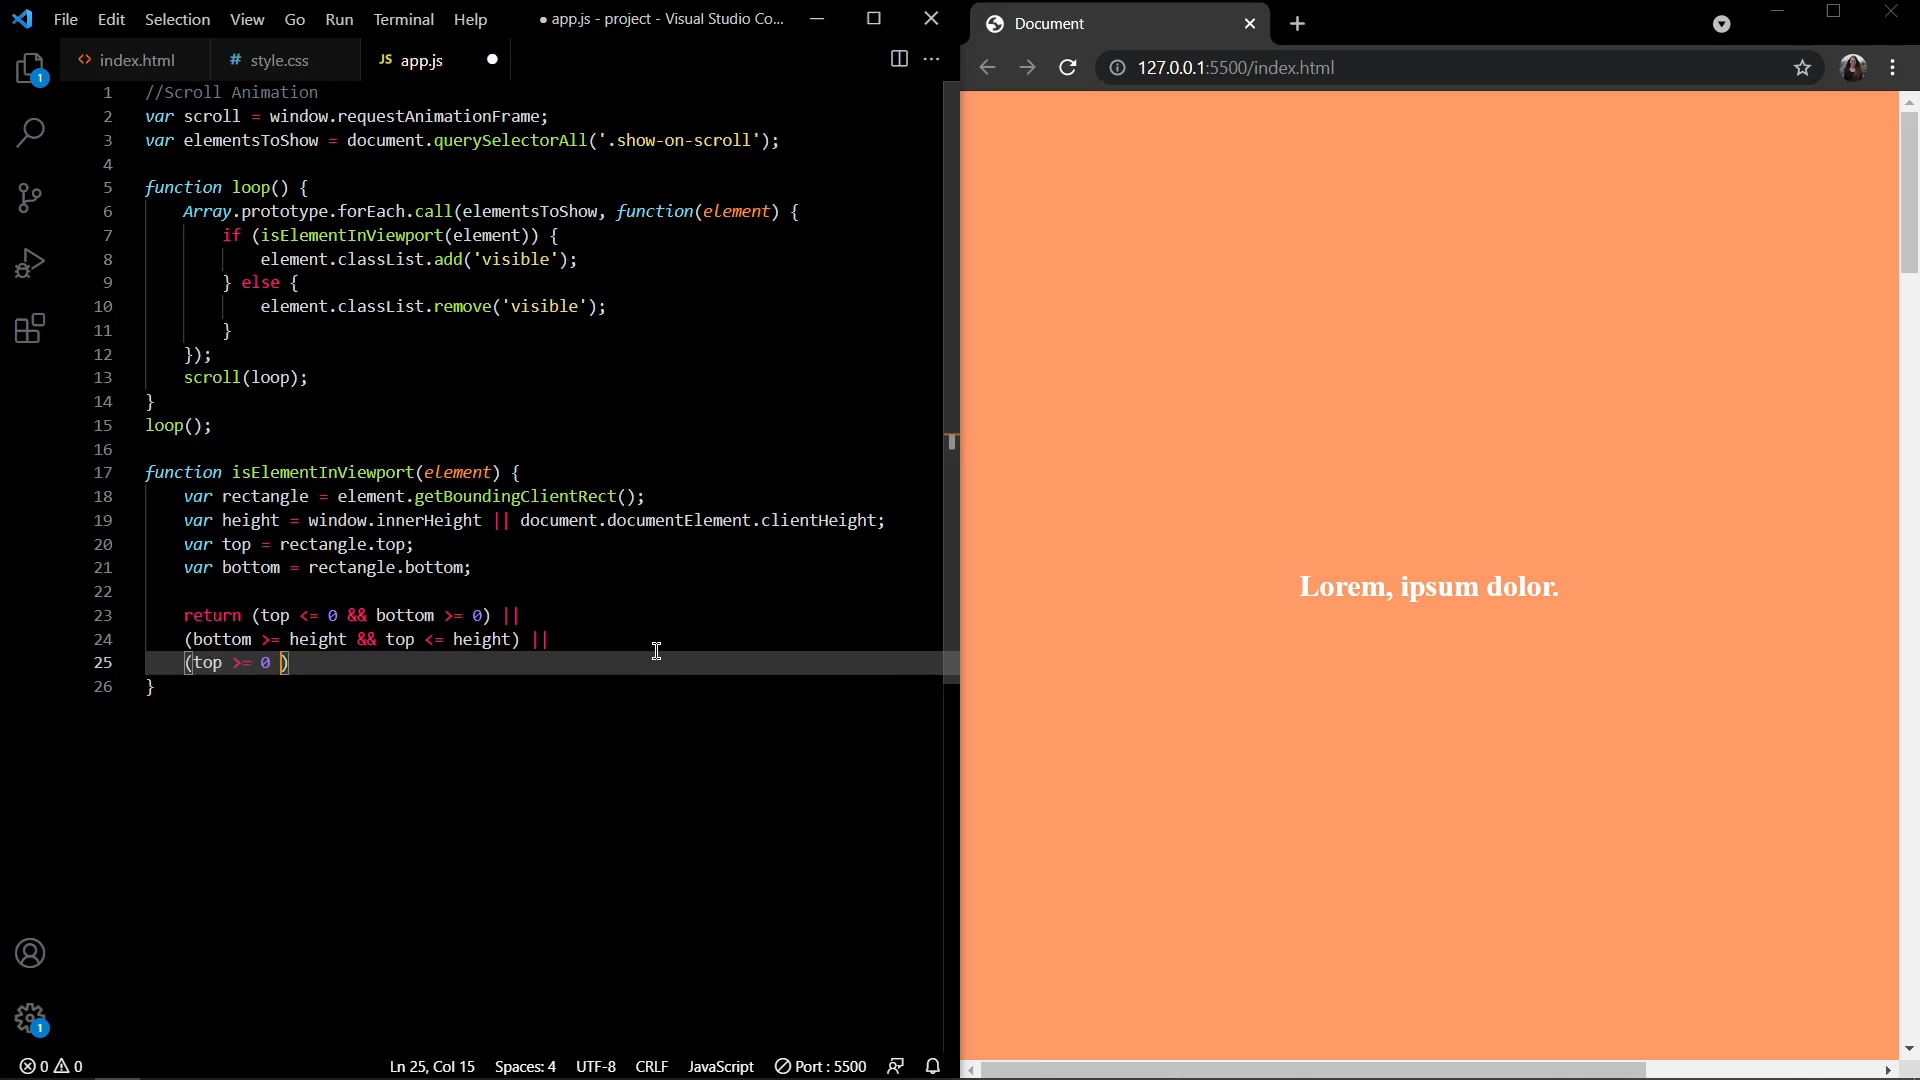 File Edit Selection View Go Run Terminal Help ● app.js - project - Visual Studio Co...
index.html style.css JS app.js
1 //Scroll Animation
2 var scroll = window.requestAnimationFrame;
3 var elementsToShow = document.querySelectorAll('.show-on-scroll');
4
5 function loop() {
6 Array.prototype.forEach.call(elementsToShow, function(element) {
7 if (isElementInViewport(element)) {
8 element.classList.add('visible');
9 } else {
10 element.classList.remove('visible');
11 }
12 });
13 scroll(loop);
14 }
15 loop();
16
17 function isElementInViewport(element) {
18 var rectangle = element.getBoundingClientRect();
19 var height = window.innerHeight || document.documentElement.clientHeight;
20 var top = rectangle.top;
21 var bottom = rectangle.bottom;
22
23 return (top <= 0 && bottom >= 0) ||
24 (bottom >= height && top <= height) ||
25 (top >= 0 )
26 }
1
1
0 0 Ln 25, Col 15 Spaces: 4 UTF-8 CRLF JavaScript Port : 5500
Document
127.0.0.1:5500/index.html
Lorem, ipsum dolor.